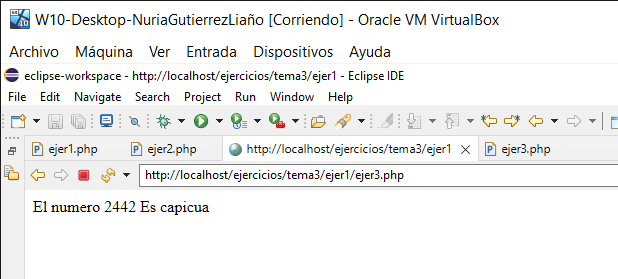 W10-Desktop-NuriaGutierrezLiaño [Corriendo] - Oracle VM VirtualBox
Archivo Máquina Ver Entrada Dispositivos Ayuda
eclipse-workspace - http://localhost/ejercicios/tema3/ejer1 - Eclipse IDE
File Edit Navigate Search Project Run Window Help
ejer1.php ejer2.php http://localhost/ejercicios/tema3/ejer1 ejer3.php
http://localhost/ejercicios/tema3/ejer1/ejer3.php
El numero 2442 Es capicua